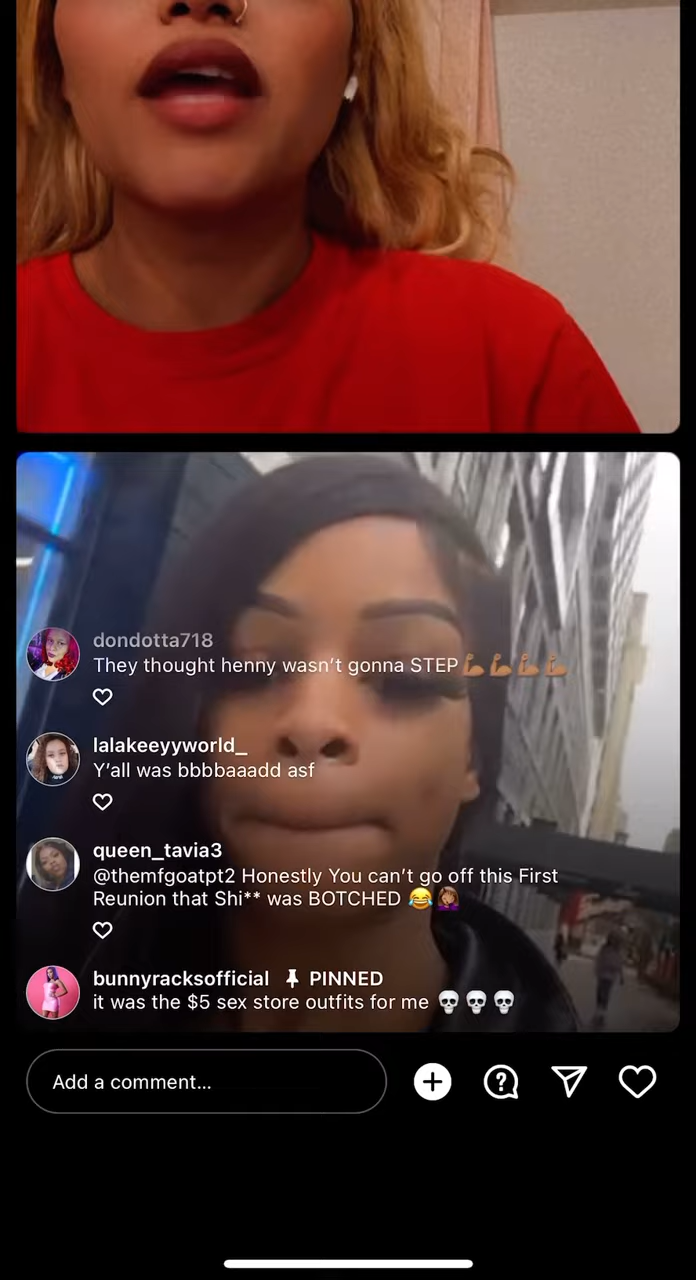 dondotta718
They thought henny wasn't gonna STEP💪🏽💪🏽💪🏽💪🏽
lalakeeyyworld_
Y'all was bbbbaaadd asf
queen_tavia3
@themfgoatpt2 Honestly You can't go off this First
Reunion that Shi** was BOTCHED 😂🤦🏽‍♀️
bunnyracksofficial 📌 PINNED
it was the $5 sex store outfits for me 💀💀💀
Add a comment...